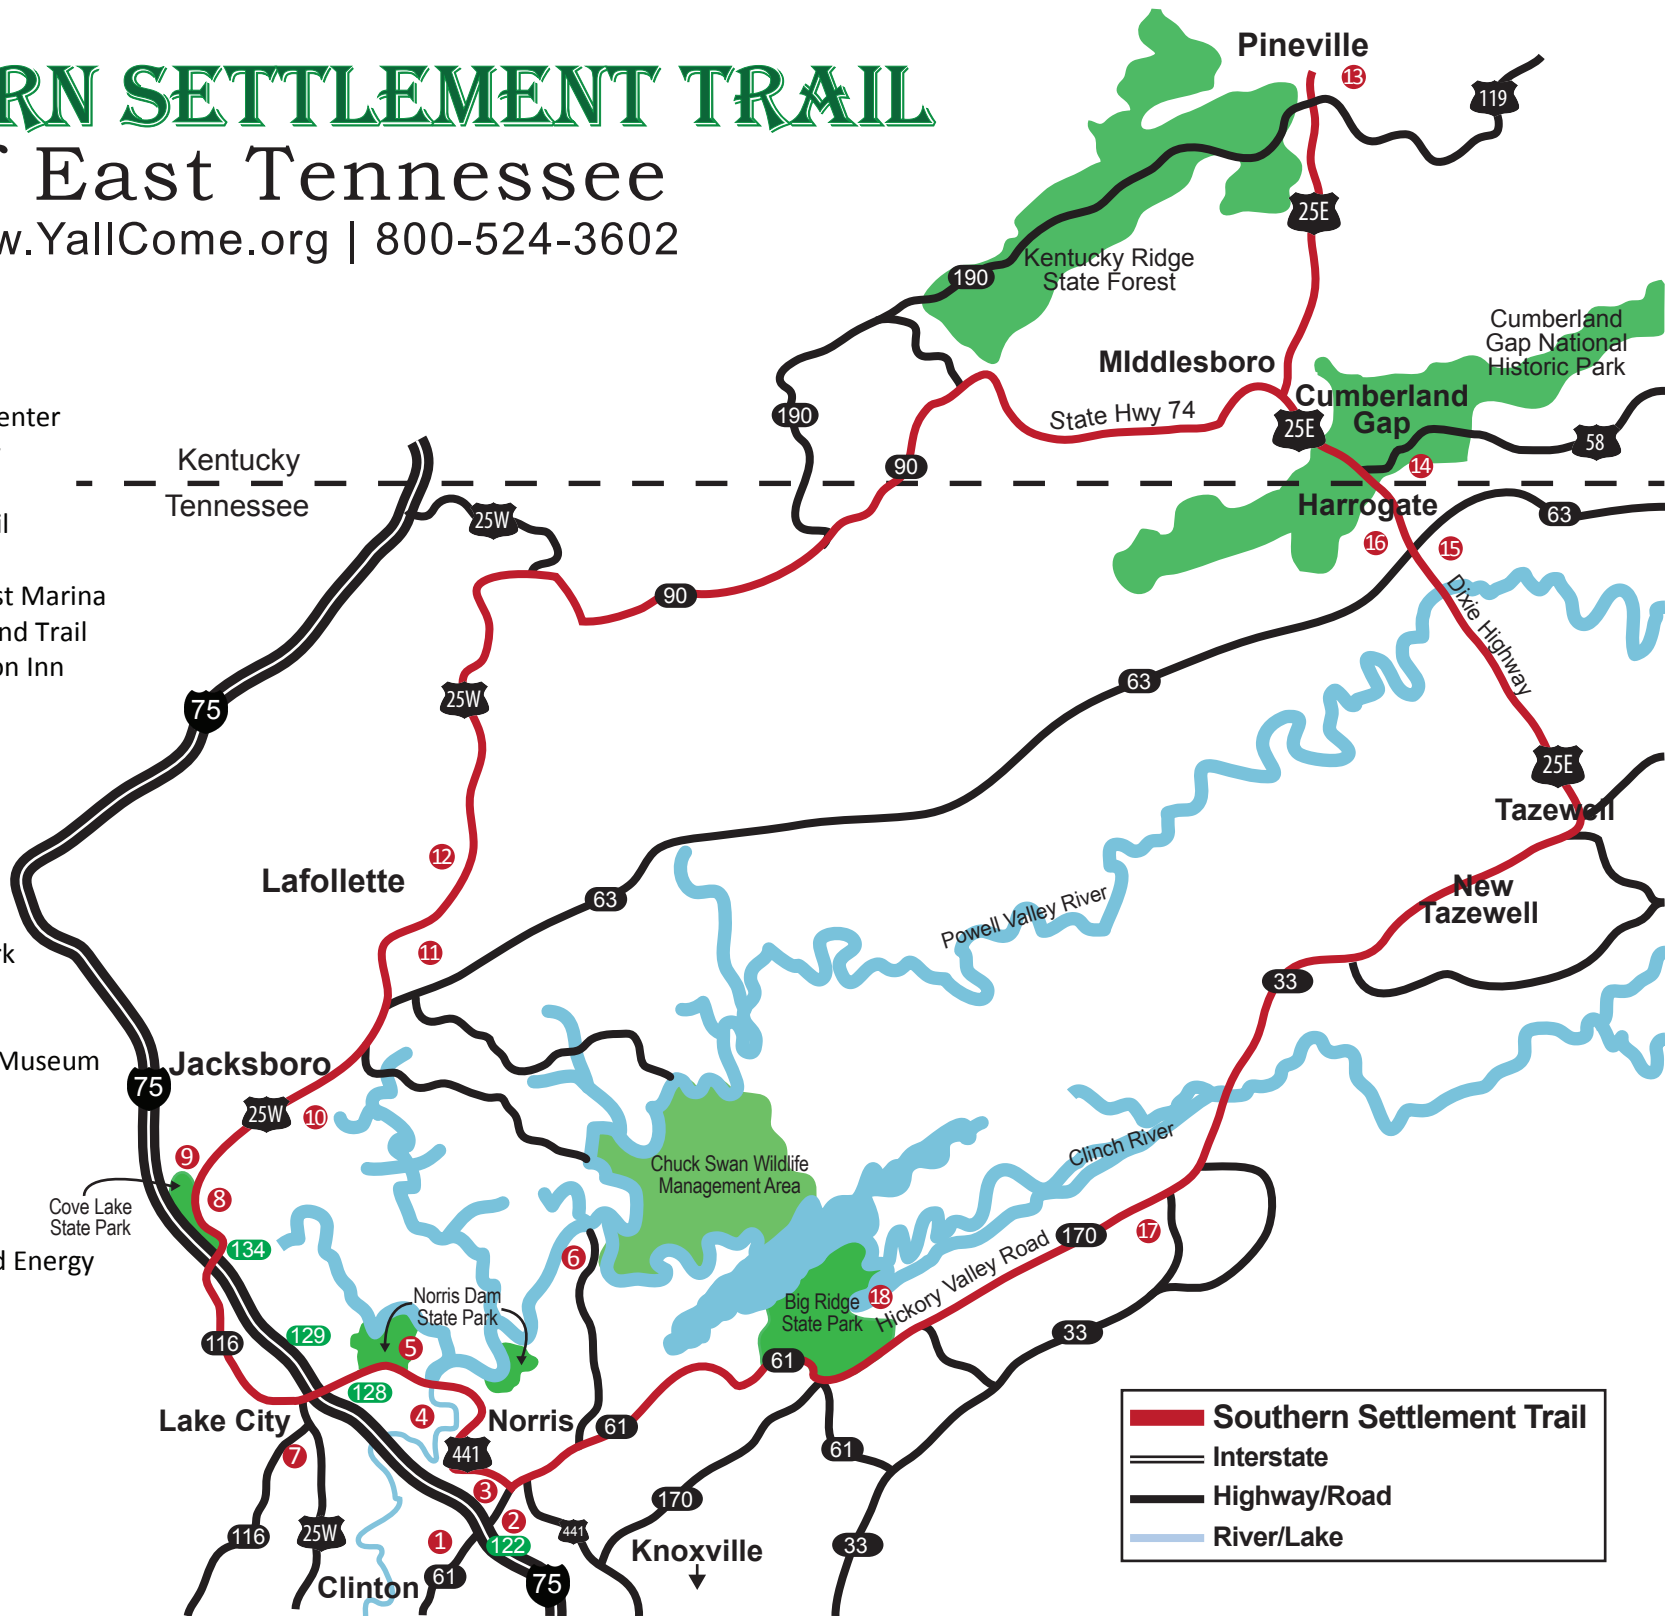 RN SETTLEMENT TRAIL
f East Tennessee
w.YallCome.org | 800-524-3602
Pineville
13
119
25E
Kentucky Ridge
State Forest
190
Cumberland
Gap National
Historic Park
MIddlesboro
Cumberland
Gap
State Hwy 74
190
25E
58
enter
Kentucky
90
14
Tennessee
Harrogate
63
25W
il
16
15
st Marina
nd Trail
on Inn
90
Dixie Highway
63
25W
75
25E
Tazewell
12
Lafollette
New
Tazewell
63
Powell Valley River
11
rk
33
Museum
Jacksboro
75
25W
10
9
Chuck Swan Wildlife
Management Area
Clinch River
8
Cove Lake
State Park
134
d Energy
6
170
17
Hickory Valley Road
Norris Dam
State Park
Big Ridge
State Park
18
116
129
5
33
61
128
4
Lake City
Norris
61
7
441
61
3
170
2
116
25W
1
122
441
33
Knoxville
Clinton
61
75
Southern Settlement Trail
Interstate
Highway/Road
River/Lake